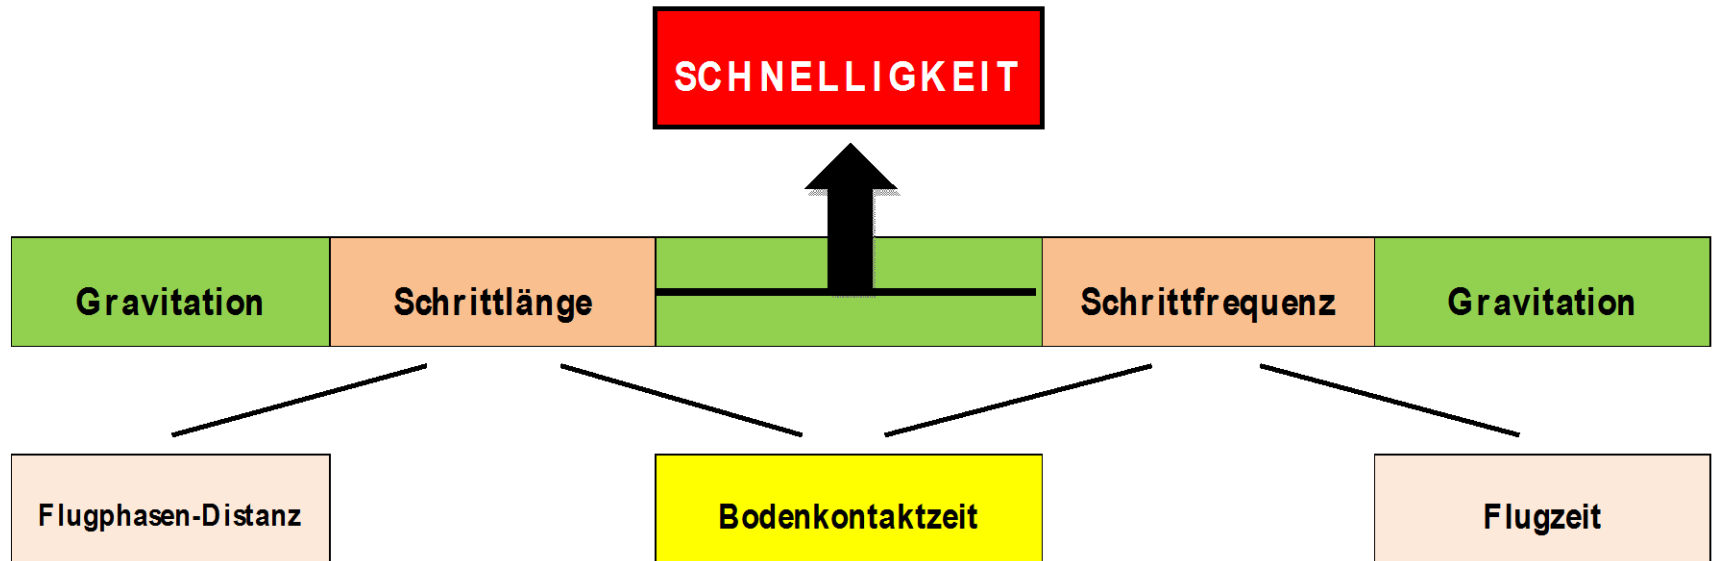 SCHNELLIGKEIT
Gravitation
Schrittlänge
Schrittfrequenz
Gravitation
Flugphasen-Distanz
Bodenkontaktzeit
Flugzeit